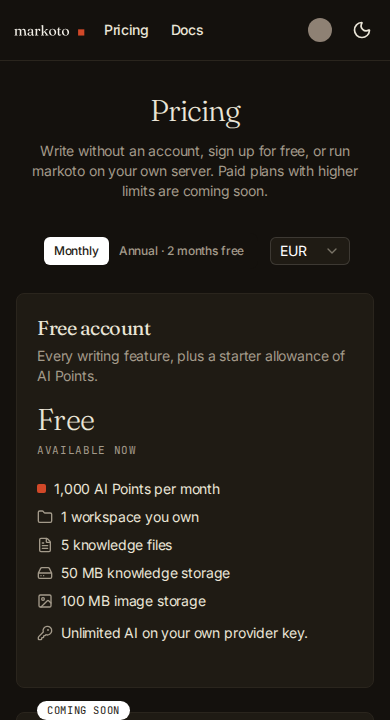 markoto
Pricing
Docs
Pricing
Write without an account, sign up for free, or run
markoto on your own server. Paid plans with higher
limits are coming soon.
Monthly
Annual · 2 months free
EUR
Free account
Every writing feature, plus a starter allowance of
AI Points.
Free
AVAILABLE NOW
1,000 AI Points per month
1 workspace you own
5 knowledge files
50 MB knowledge storage
100 MB image storage
Unlimited AI on your own provider key.
COMING SOON